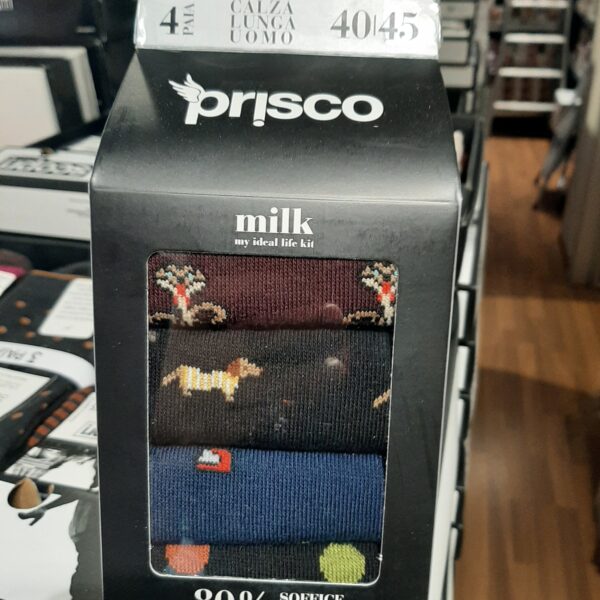 4 PAIA
CALZA
LUNGA
UOMO
40|45
prisco
milk
my ideal life kit
80% SOFFICE